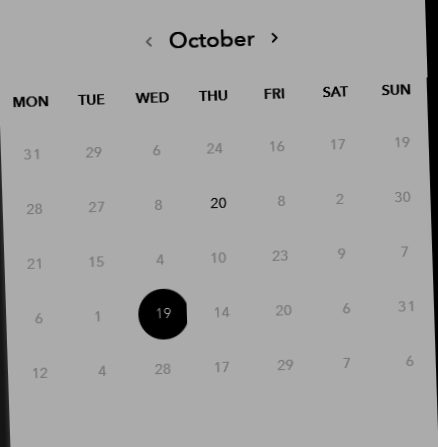 ‹ October ›
MON TUE WED THU FRI SAT SUN
31 29 6 24 16 17 19
28 27 8 20 8 2 30
21 15 4 10 23 9 7
6 1 19 14 20 6 31
12 4 28 17 29 7 6